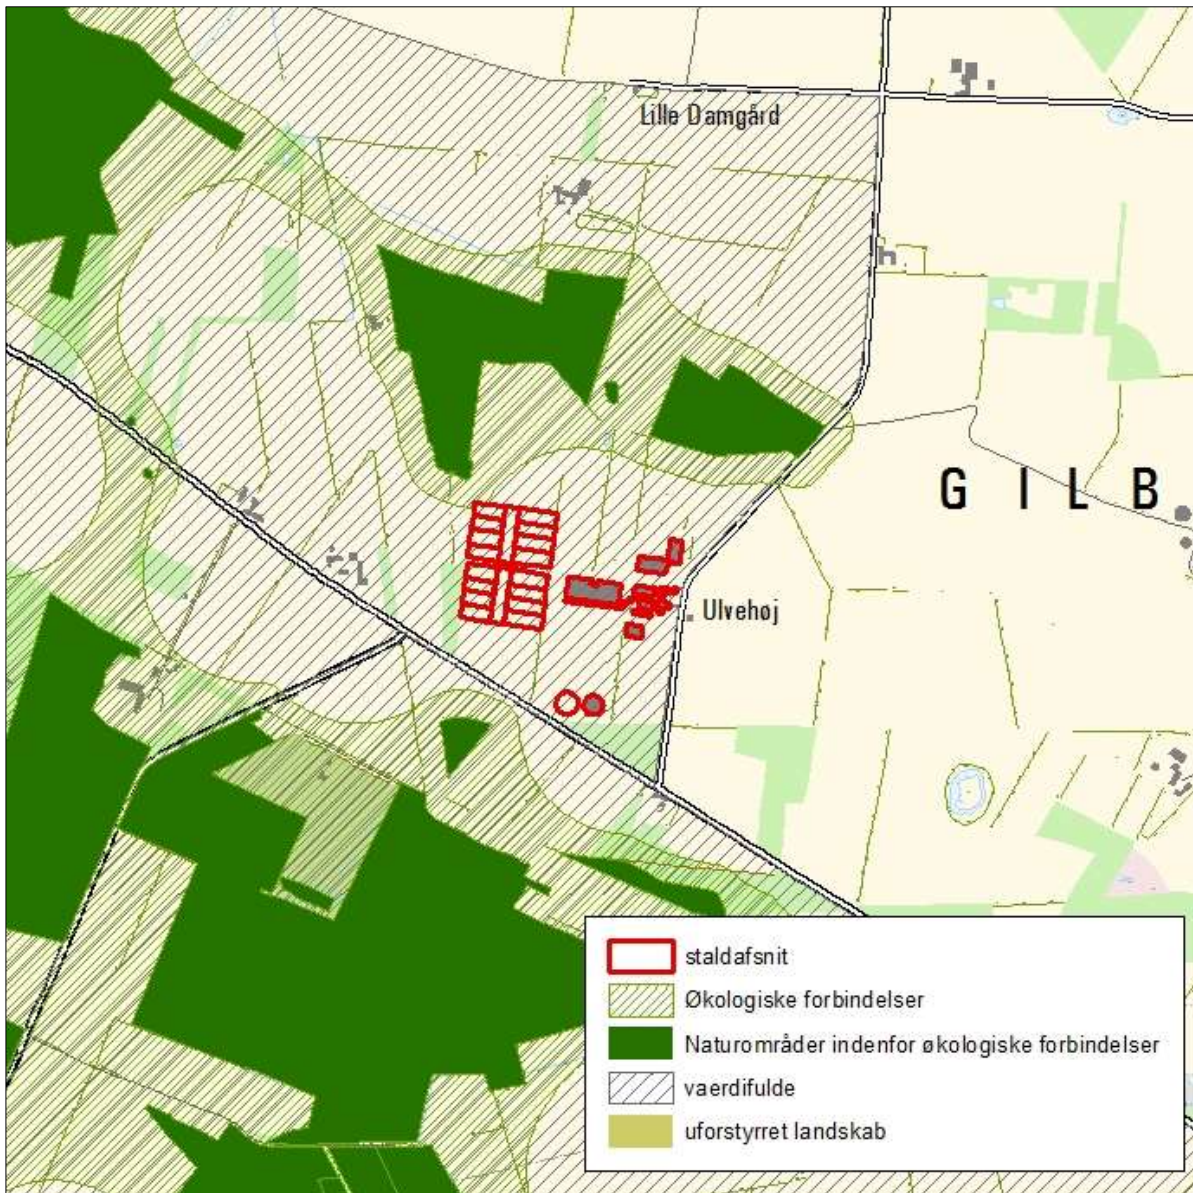 Lille Damgård
G I L B
Ulvehøj
staldafsnit
Økologiske forbindelser
Naturområder indenfor økologiske forbindelser
vaerdifulde
uforstyrret landskab